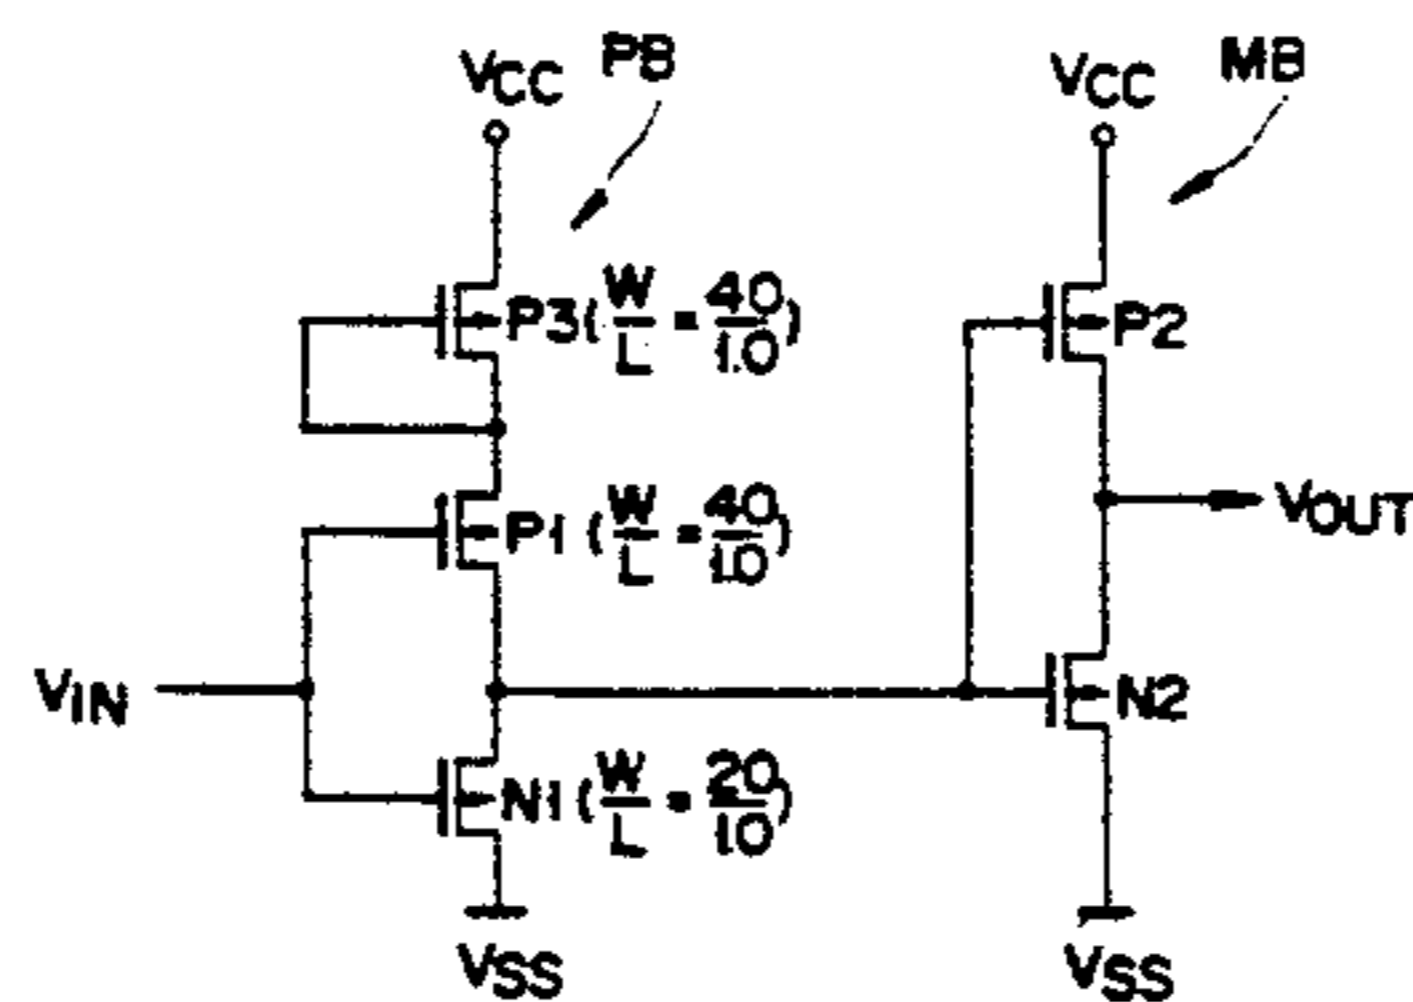 VCC
PB
VCC
MB
P3 (W/L = 40/1.0)
P2
P1 (W/L = 40/1.0)
VOUT
VIN
N2
N1 (W/L = 20/1.0)
VSS
VSS